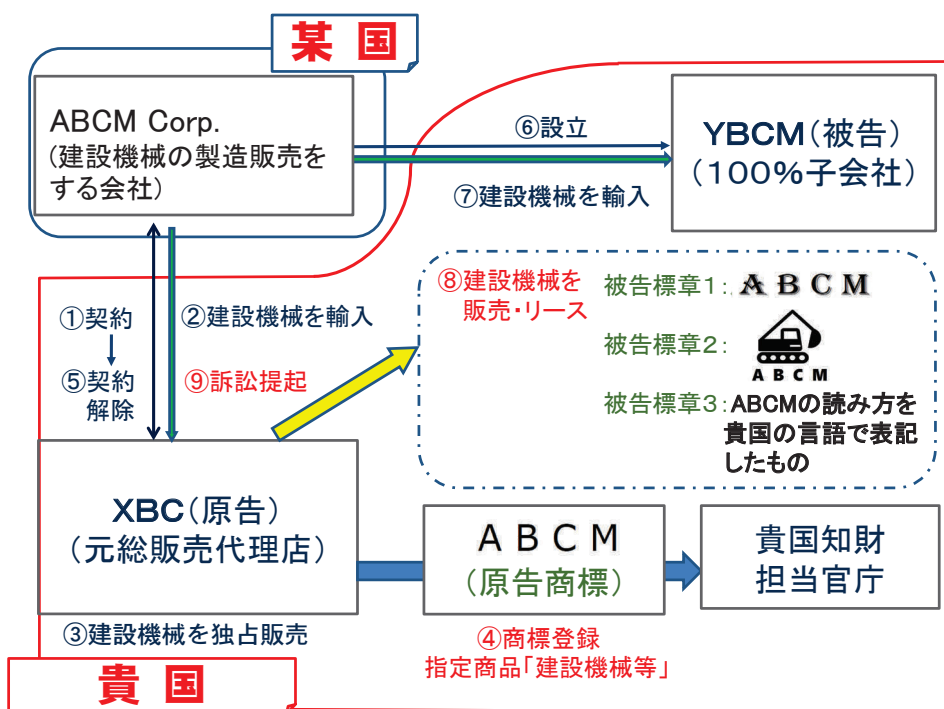 某 国
ABCM Corp.
(建設機械の製造販売を
する会社)
⑥設立
⑦建設機械を輸入
YBCM(被告)
(100%子会社)
①契約
⑤契約
解除
②建設機械を輸入
⑨訴訟提起
⑧建設機械を
販売・リース
被告標章1:
A B C M
被告標章2:
A B C M
被告標章3:ABCMの読み方を
貴国の言語で表記
したもの
XBC(原告)
(元総販売代理店)
③建設機械を独占販売
A B C M
(原告商標)
④商標登録
指定商品「建設機械等」
貴国知財
担当官庁
貴 国